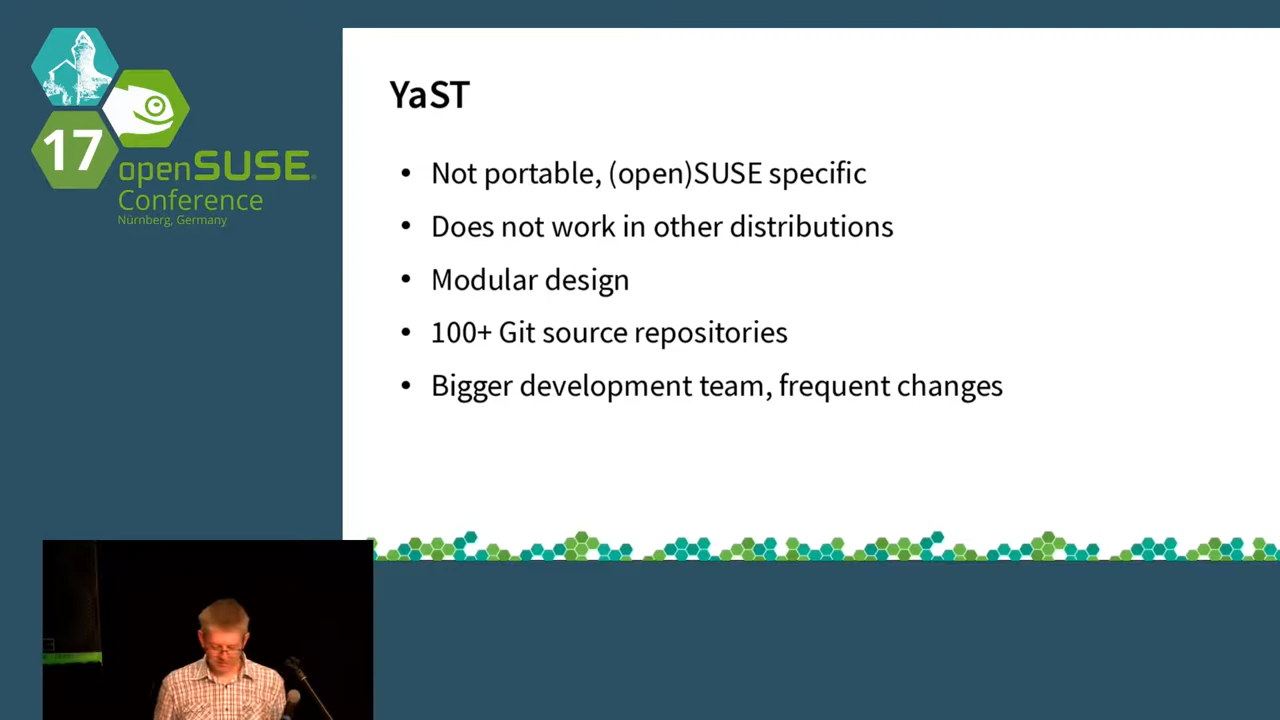 17
openSUSE
Conference
Nürnberg, Germany
YaST
• Not portable, (open)SUSE specific
• Does not work in other distributions
• Modular design
• 100+ Git source repositories
• Bigger development team, frequent changes